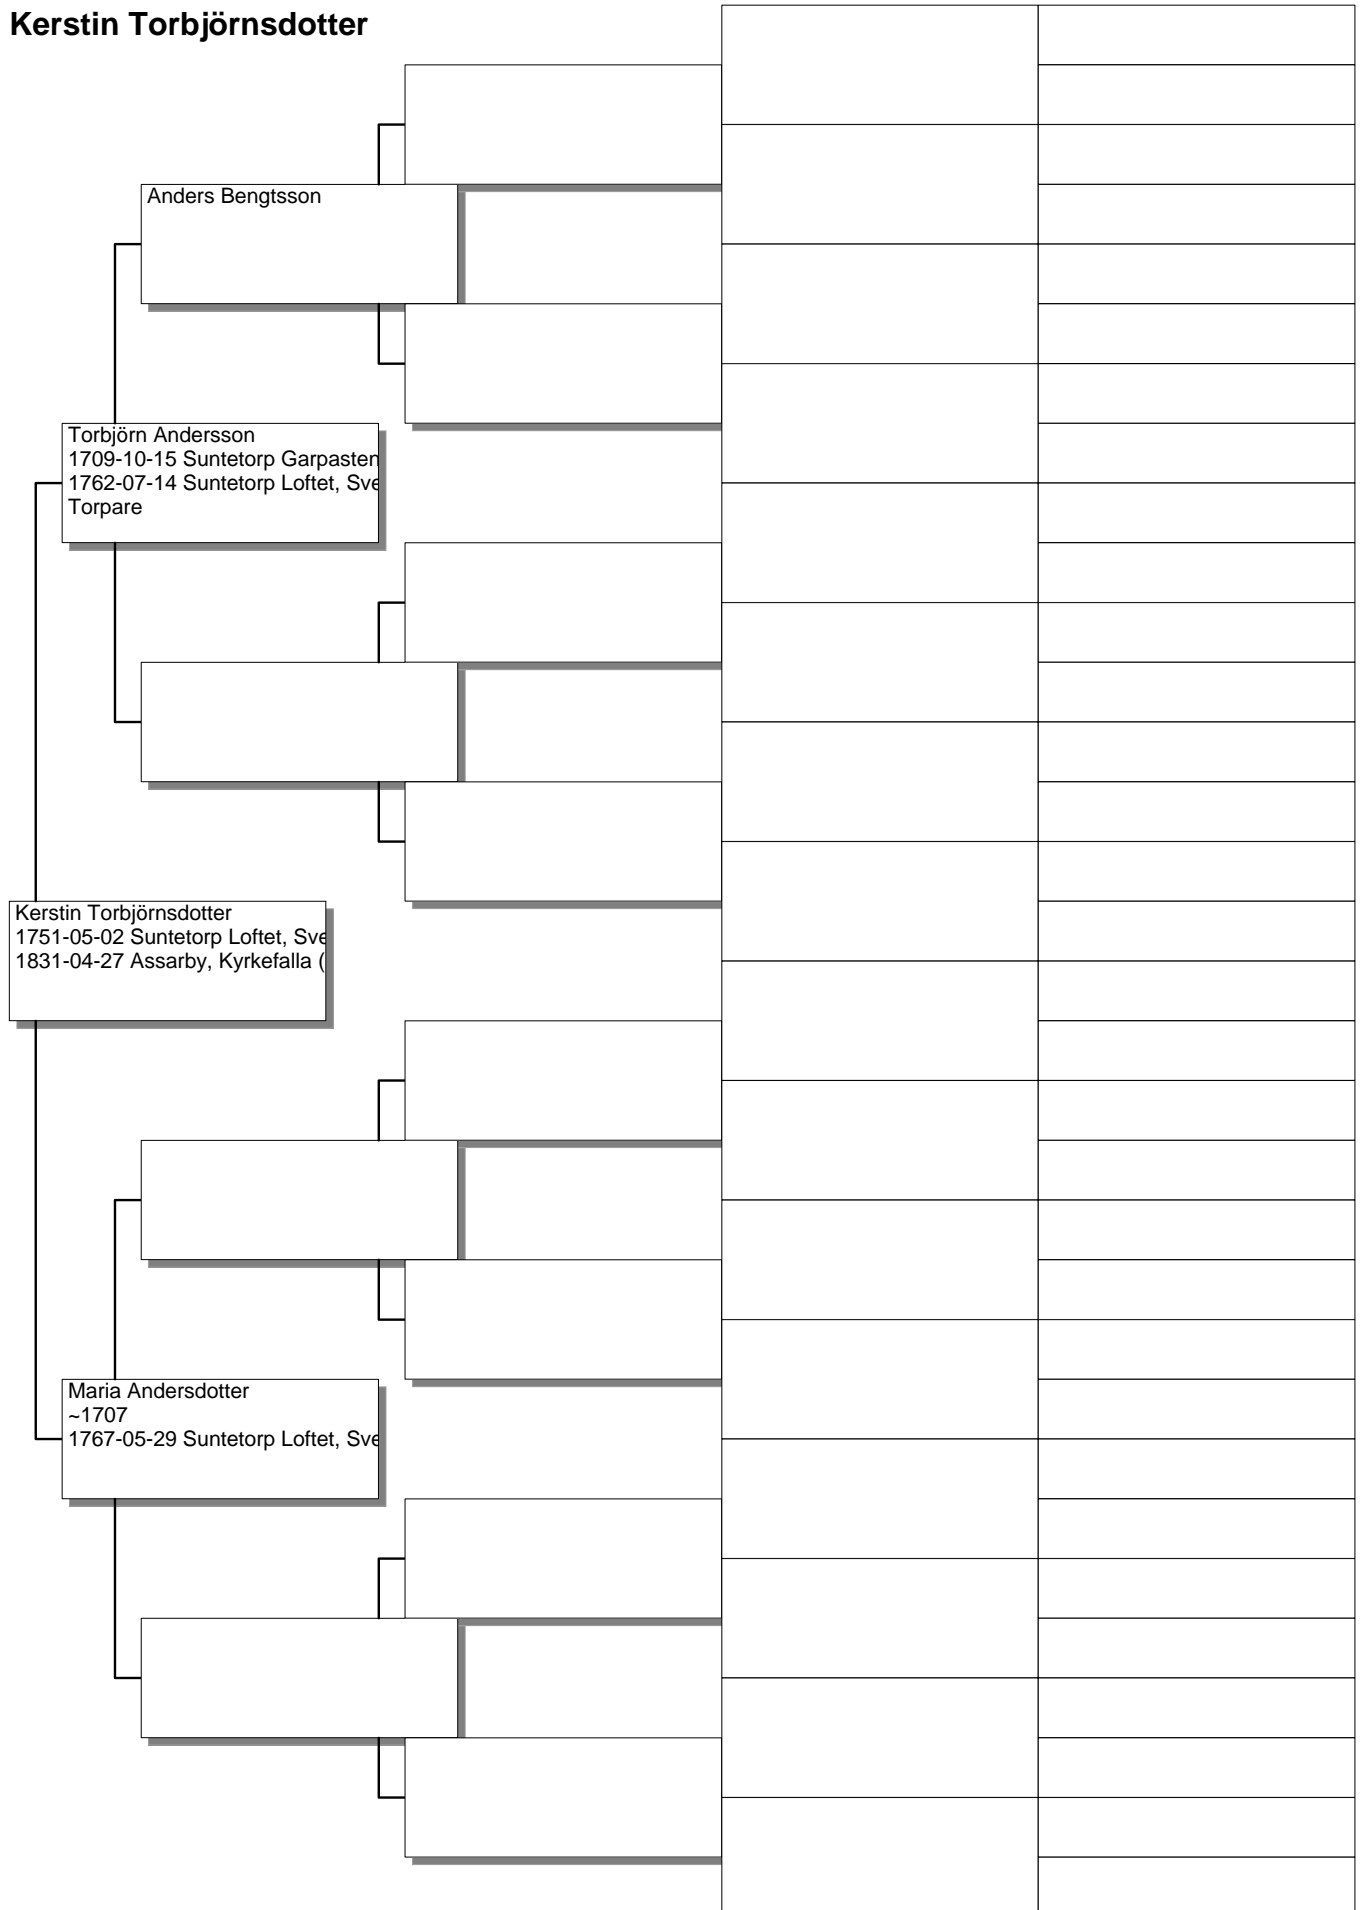 Kerstin Torbjörnsdotter
Anders Bengtsson
Torbjörn Andersson
1709-10-15 Suntetorp Garpasten
1762-07-14 Suntetorp Loftet, Sve
Torpare
Kerstin Torbjörnsdotter
1751-05-02 Suntetorp Loftet, Sve
1831-04-27 Assarby, Kyrkefalla (
Maria Andersdotter
~1707
1767-05-29 Suntetorp Loftet, Sve